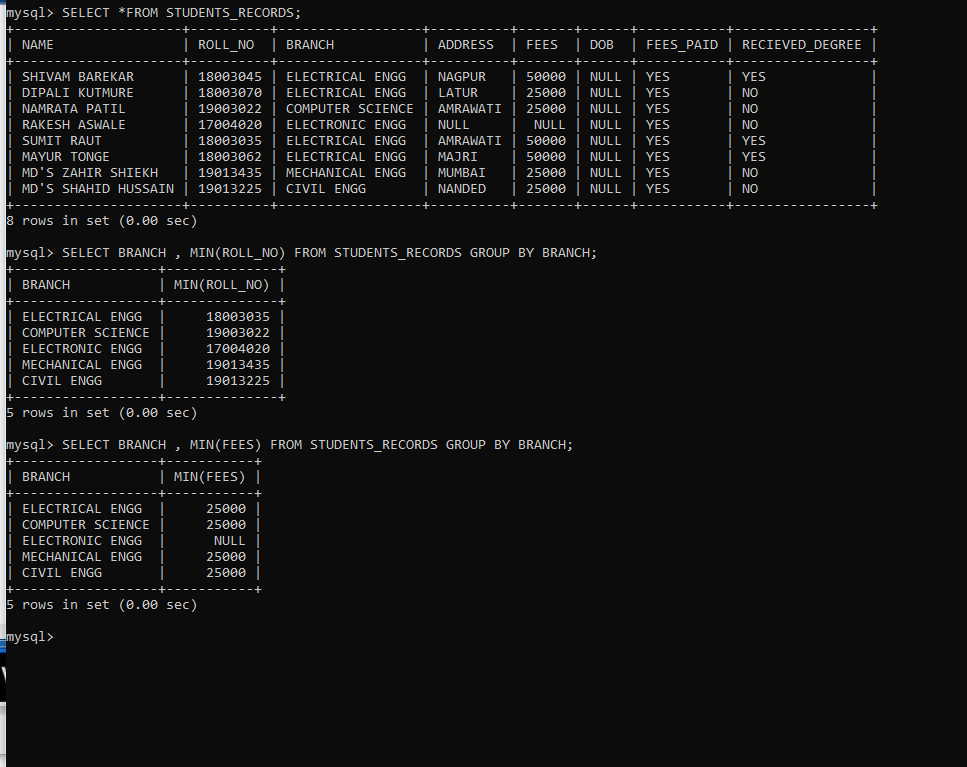 mysql> SELECT *FROM STUDENTS_RECORDS;
+---------------------+----------+------------------+----------+-------+------+-----------+-----------------+
| NAME                | ROLL_NO  | BRANCH           | ADDRESS  | FEES  | DOB  | FEES_PAID | RECIEVED_DEGREE |
+---------------------+----------+------------------+----------+-------+------+-----------+-----------------+
| SHIVAM BAREKAR      | 18003045 | ELECTRICAL ENGG  | NAGPUR   | 50000 | NULL | YES       | YES             |
| DIPALI KUTMURE      | 18003070 | ELECTRICAL ENGG  | LATUR    | 25000 | NULL | YES       | NO              |
| NAMRATA PATIL       | 19003022 | COMPUTER SCIENCE | AMRAWATI | 25000 | NULL | YES       | NO              |
| RAKESH ASWALE       | 17004020 | ELECTRONIC ENGG  | NULL     |  NULL | NULL | YES       | NO              |
| SUMIT RAUT          | 18003035 | ELECTRICAL ENGG  | AMRAWATI | 50000 | NULL | YES       | YES             |
| MAYUR TONGE         | 18003062 | ELECTRICAL ENGG  | MAJRI    | 50000 | NULL | YES       | YES             |
| MD'S ZAHIR SHIEKH   | 19013435 | MECHANICAL ENGG  | MUMBAI   | 25000 | NULL | YES       | NO              |
| MD'S SHAHID HUSSAIN | 19013225 | CIVIL ENGG       | NANDED   | 25000 | NULL | YES       | NO              |
+---------------------+----------+------------------+----------+-------+------+-----------+-----------------+
8 rows in set (0.00 sec)
mysql> SELECT BRANCH , MIN(ROLL_NO) FROM STUDENTS_RECORDS GROUP BY BRANCH;
+------------------+--------------+
| BRANCH           | MIN(ROLL_NO) |
+------------------+--------------+
| ELECTRICAL ENGG  |     18003035 |
| COMPUTER SCIENCE |     19003022 |
| ELECTRONIC ENGG  |     17004020 |
| MECHANICAL ENGG  |     19013435 |
| CIVIL ENGG       |     19013225 |
+------------------+--------------+
5 rows in set (0.00 sec)
mysql> SELECT BRANCH , MIN(FEES) FROM STUDENTS_RECORDS GROUP BY BRANCH;
+------------------+-----------+
| BRANCH           | MIN(FEES) |
+------------------+-----------+
| ELECTRICAL ENGG  |     25000 |
| COMPUTER SCIENCE |     25000 |
| ELECTRONIC ENGG  |      NULL |
| MECHANICAL ENGG  |     25000 |
| CIVIL ENGG       |     25000 |
+------------------+-----------+
5 rows in set (0.00 sec)
mysql>